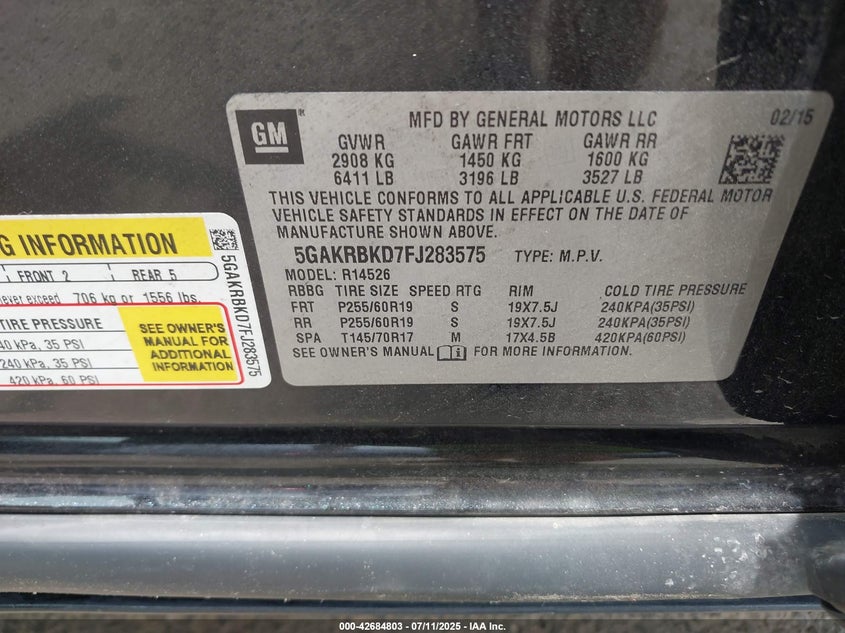 GM
MFD BY GENERAL MOTORS LLC 02/15
GVWR GAWR FRT GAWR RR
2908 KG 1450 KG 1600 KG
6411 LB 3196 LB 3527 LB
THIS VEHICLE CONFORMS TO ALL APPLICABLE U.S. FEDERAL MOTOR
VEHICLE SAFETY STANDARDS IN EFFECT ON THE DATE OF
MANUFACTURE SHOWN ABOVE.
5GAKRBKD7FJ283575 TYPE: M.P.V.
MODEL: R14526
RBBG TIRE SIZE SPEED RTG RIM COLD TIRE PRESSURE
FRT P255/60R19 S 19X7.5J 240KPA(35PSI)
RR P255/60R19 S 19X7.5J 240KPA(35PSI)
SPA T145/70R17 M 17X4.5B 420KPA(60PSI)
SEE OWNER'S MANUAL FOR MORE INFORMATION.
G INFORMATION
FRONT 2 REAR 5
never exceed 706 kg or 1556 lbs.
TIRE PRESSURE
40 kPa, 35 PSI
240 kPa, 35 PSI
420 kPa, 60 PSI
SEE OWNER'S
MANUAL FOR
ADDITIONAL
INFORMATION
5GAKRBKD7FJ283575
000-42684803 - 07/11/2025 - IAA Inc.